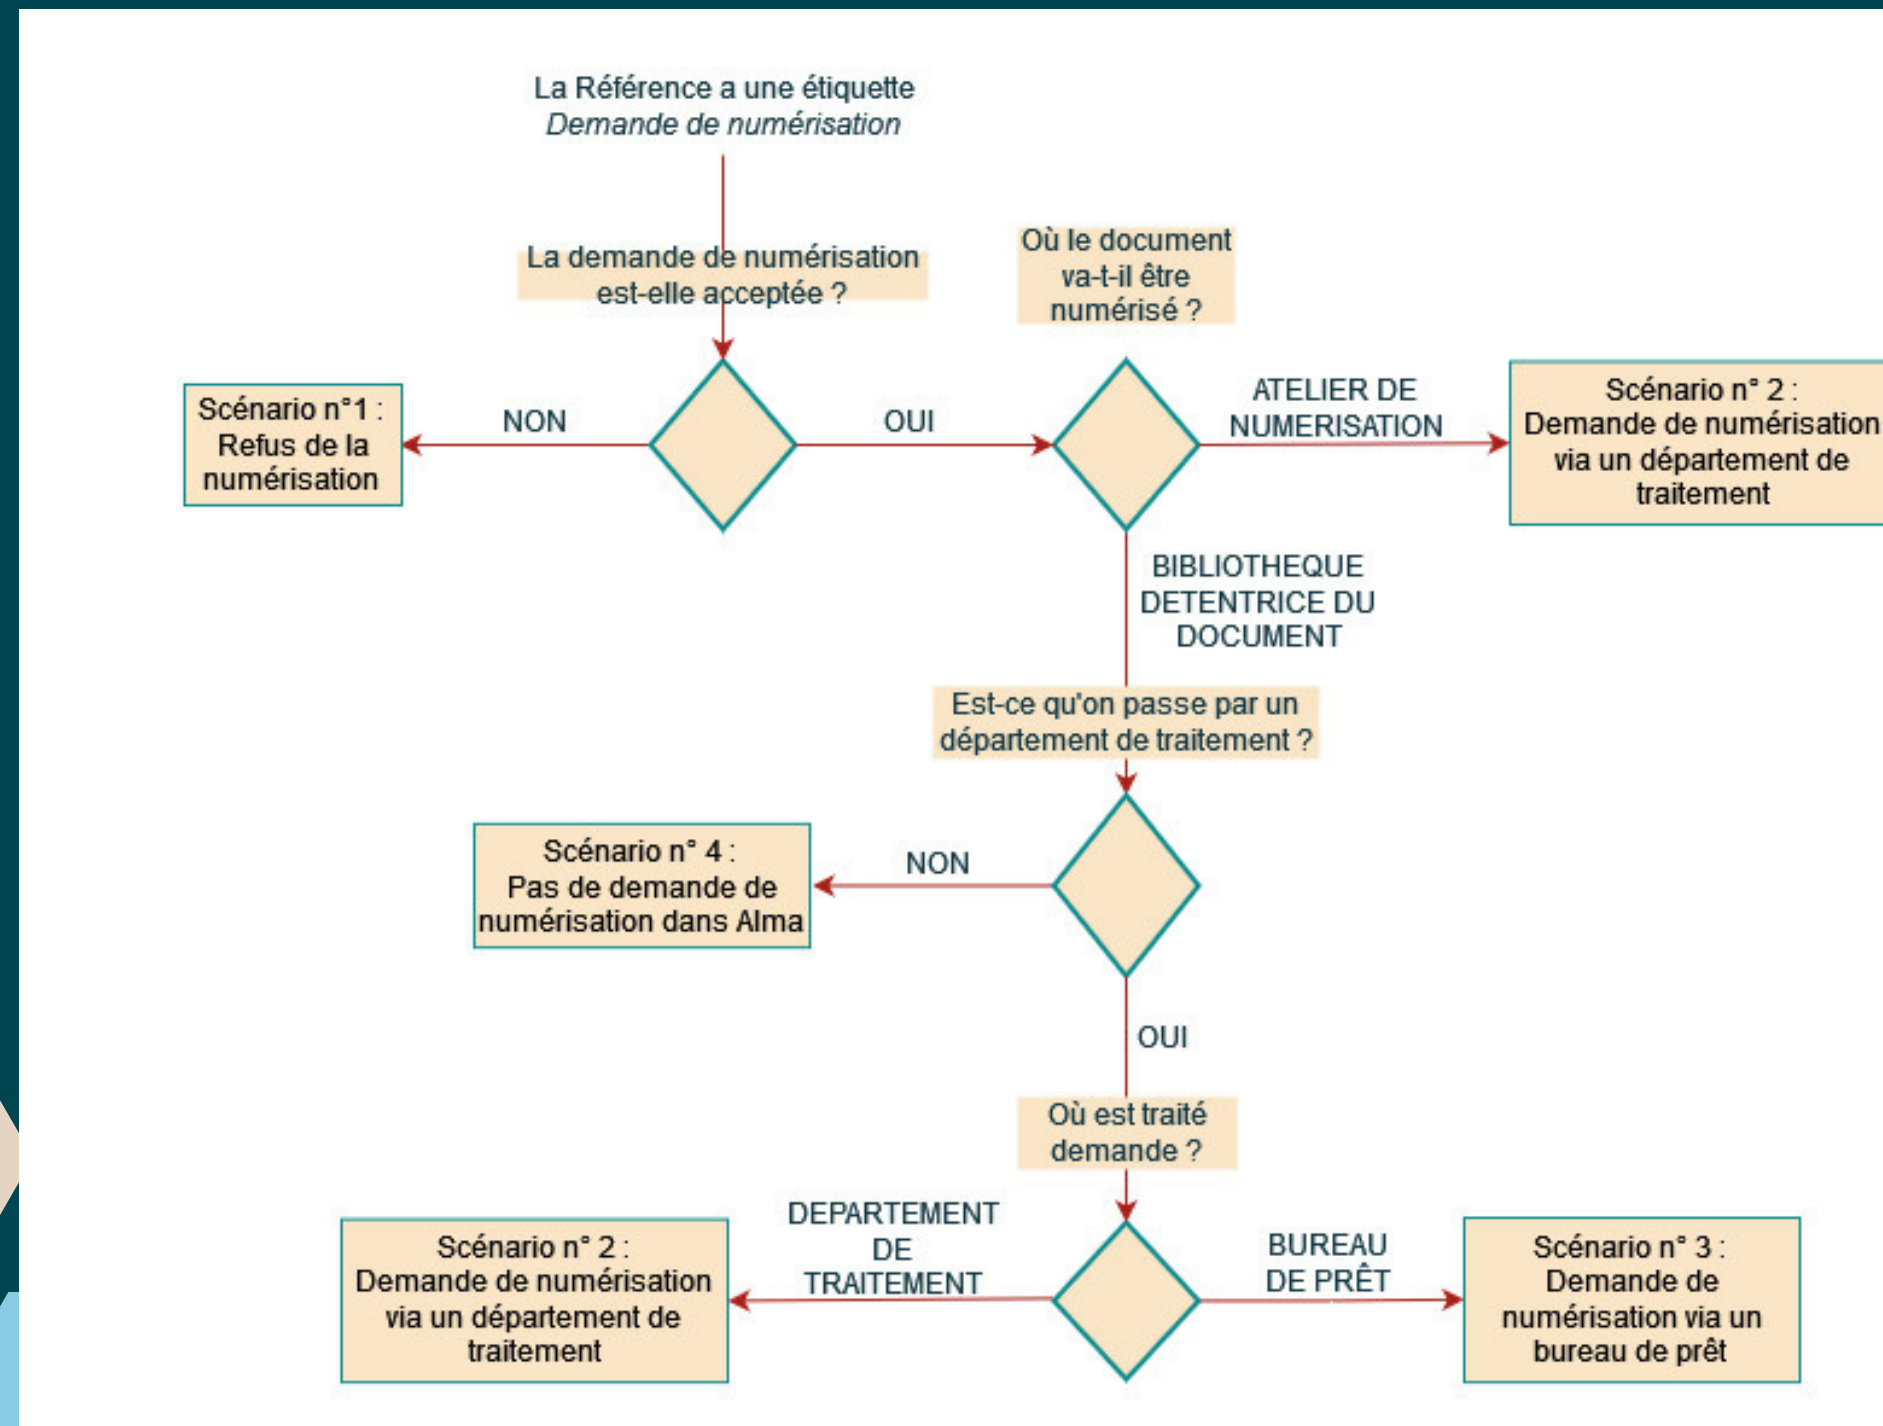 La Référence a une étiquette
Demande de numérisation
La demande de numérisation
est-elle acceptée ?
Où le document
va-t-il être
numérisé ?
Scénario n°1 :
Refus de la
numérisation
NON
OUI
ATELIER DE
NUMERISATION
Scénario n° 2 :
Demande de numérisation
via un département de
traitement
BIBLIOTHEQUE
DETENTRICE DU
DOCUMENT
Est-ce qu'on passe par un
département de traitement ?
Scénario n° 4 :
Pas de demande de
numérisation dans Alma
NON
OUI
Où est traité
demande ?
Scénario n° 2 :
Demande de numérisation
via un département de
traitement
DEPARTEMENT
DE
TRAITEMENT
BUREAU
DE PRÊT
Scénario n° 3 :
Demande de
numérisation via un
bureau de prêt